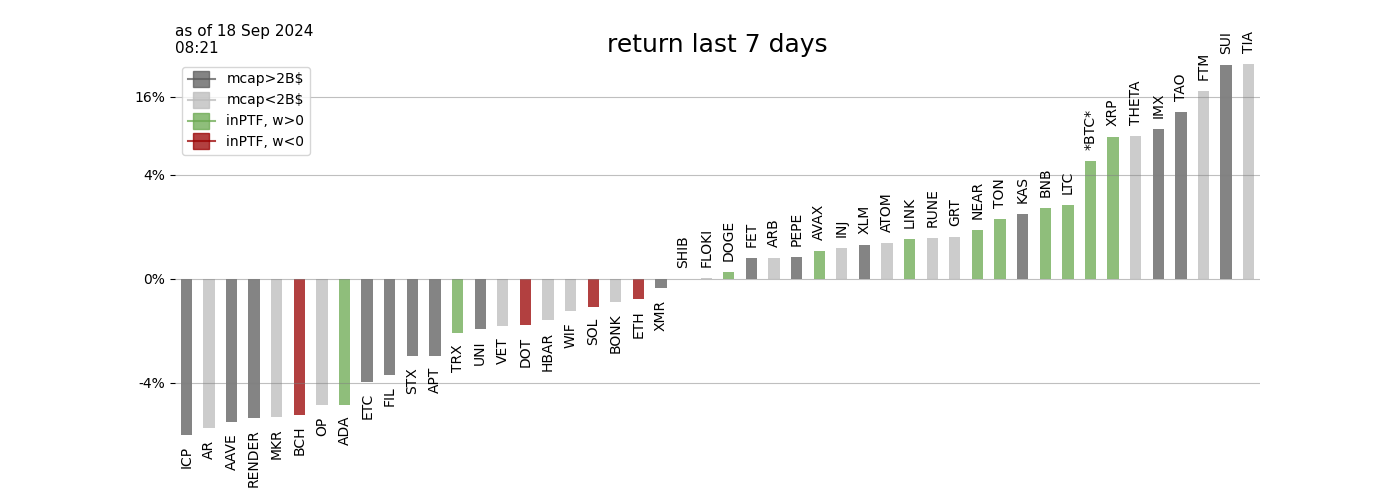 as of 18 Sep 2024
08:21
return last 7 days
mcap>2B$
mcap<2B$
inPTF, w>0
inPTF, w<0
16%
4%
0%
-4%
ICP
AR
AAVE
RENDER
MKR
BCH
OP
ADA
ETC
FIL
STX
APT
TRX
UNI
VET
DOT
HBAR
WIF
SOL
BONK
ETH
XMR
SHIB
FLOKI
DOGE
FET
ARB
PEPE
AVAX
INJ
XLM
ATOM
LINK
RUNE
GRT
NEAR
TON
KAS
BNB
LTC
*BTC*
XRP
THETA
IMX
TAO
FTM
SUI
TIA